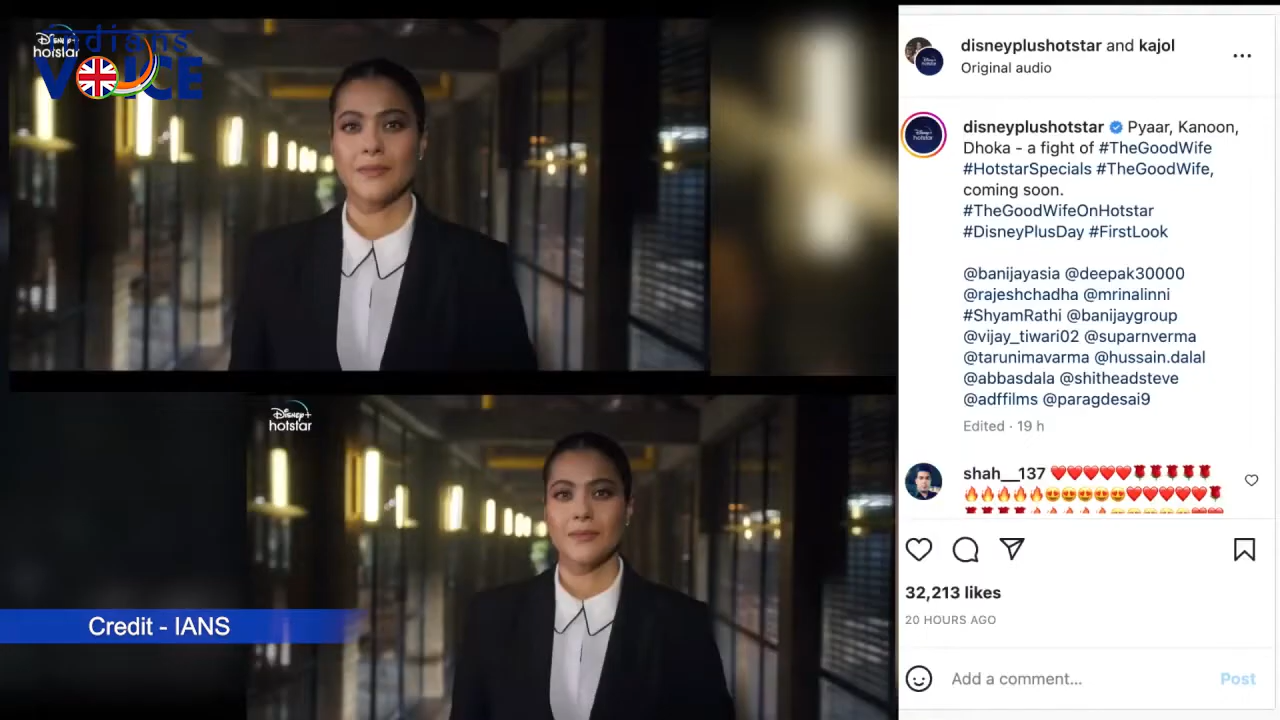 DISNEY+
hotstar
indians
VOICE
DISNEY+
hotstar
Credit - IANS
disneyplushotstar and kajol
Original audio
disneyplushotstar Pyaar, Kanoon,
Dhoka - a fight of #TheGoodWife
#HotstarSpecials #TheGoodWife,
coming soon.
#TheGoodWifeOnHotstar
#DisneyPlusDay #FirstLook
@banijayasia @deepak30000
@rajeshchadha @mrinalinni
#ShyamRathi @banijaygroup
@vijay_tiwari02 @suparnverma
@tarunimavarma @hussain.dalal
@abbasdala @shitheadsteve
@adffilms @paragdesai9
Edited · 19 h
shah__137 ❤️❤️❤️❤️❤️🌹🌹🌹🌹🌹
🔥🔥🔥🔥🔥😍😍😍😍😍❤️❤️❤️❤️❤️🌹
32,213 likes
20 HOURS AGO
Add a comment...
Post